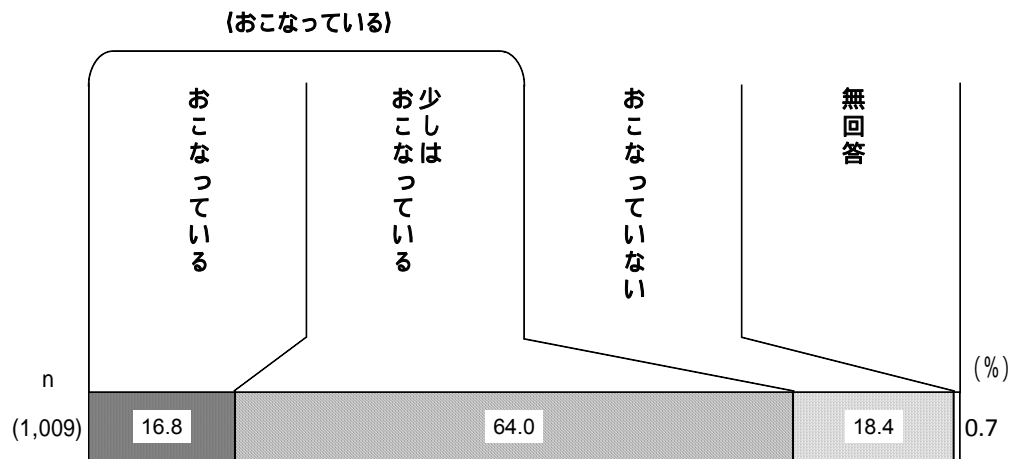 (おこなっている)
おこなっている
少しは
おこなっている
おこなっていない
無回答
n
(%)
(1,009)
16.8
64.0
18.4
0.7